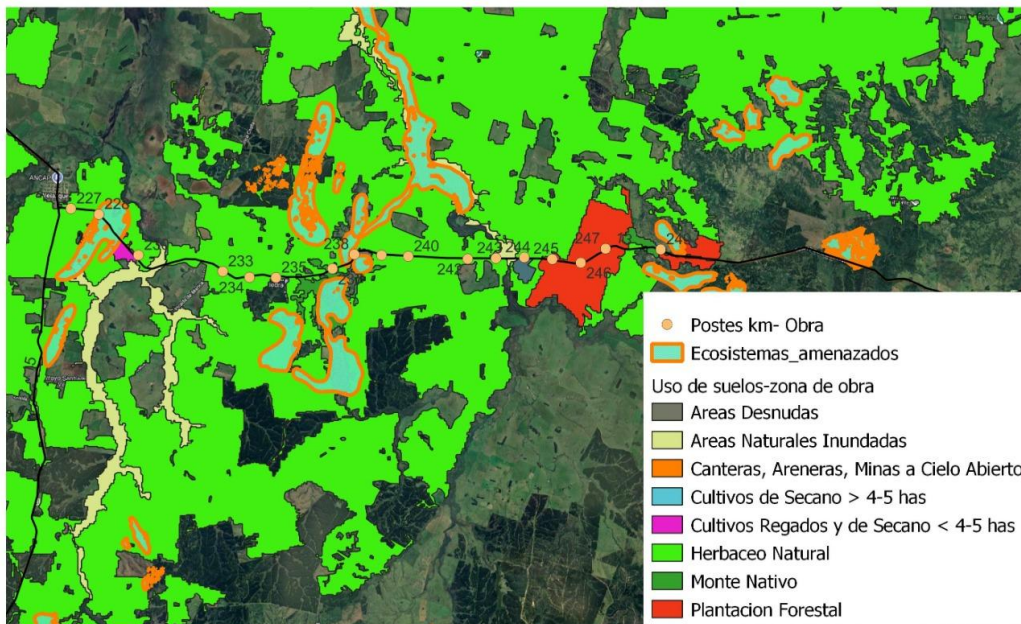 ANCAP
227
228
233
234
235
238
240
242
243
244
245
246
247
5
Postes km- Obra
Ecosistemas_amenazados
Uso de suelos-zona de obra
Areas Desnudas
Areas Naturales Inundadas
Canteras, Areneras, Minas a Cielo Abierto
Cultivos de Secano > 4-5 has
Cultivos Regados y de Secano < 4-5 has
Herbaceo Natural
Monte Nativo
Plantacion Forestal